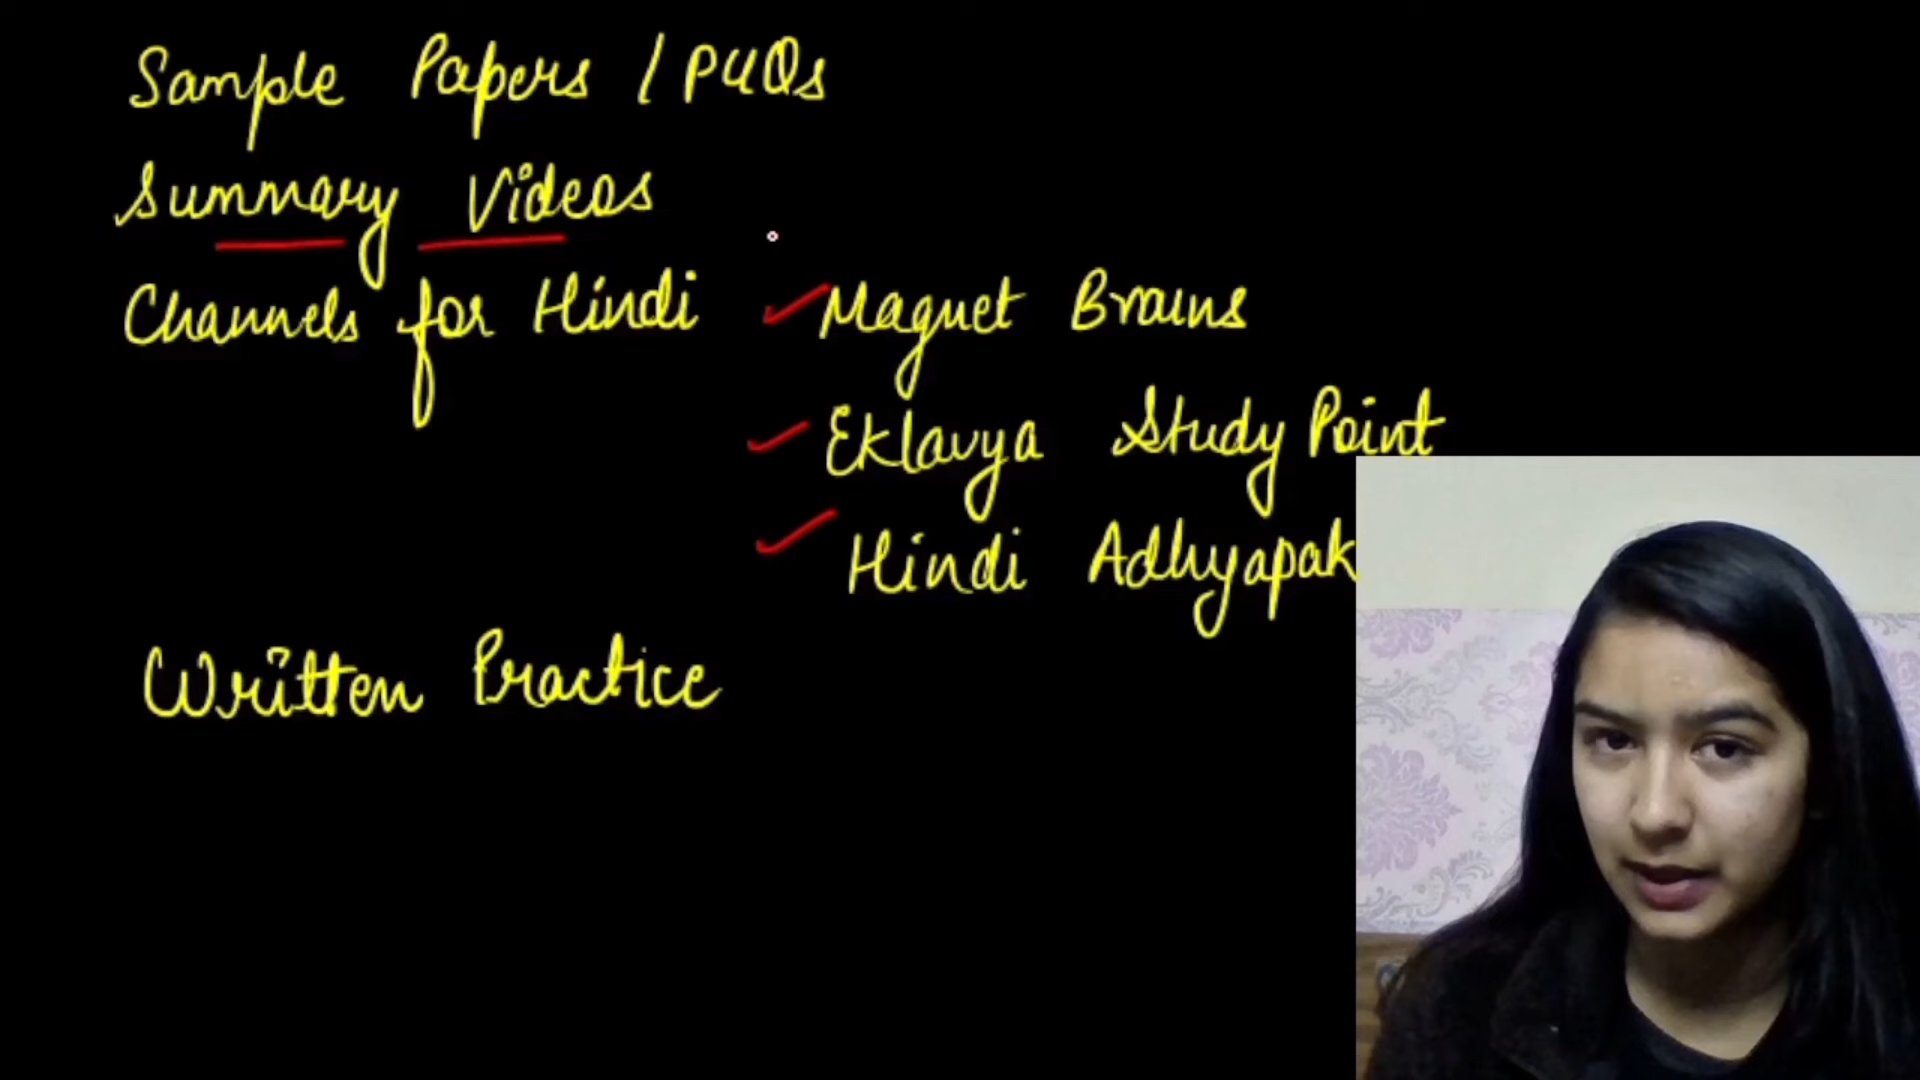 Sample Papers / PYQs
Summary Videos
Channels for Hindi Magnet Brains
Eklavya Study Point
Hindi Adhyapak
Written Practice